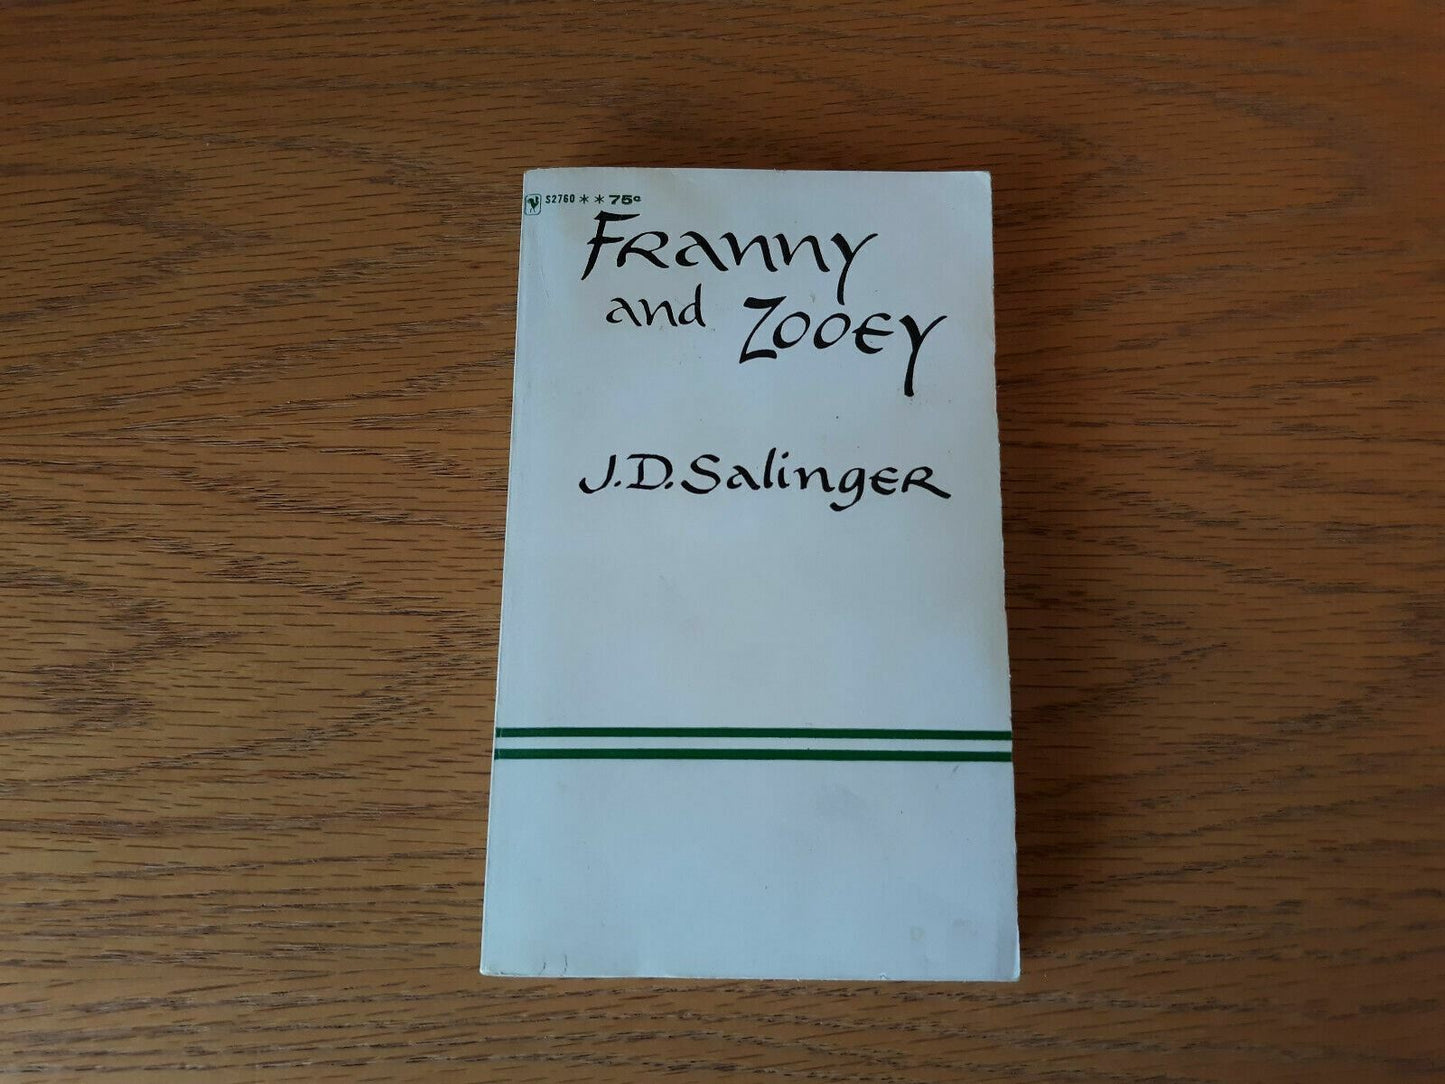 S2760 * * 75¢
Franny
and Zooey
J.D. Salinger